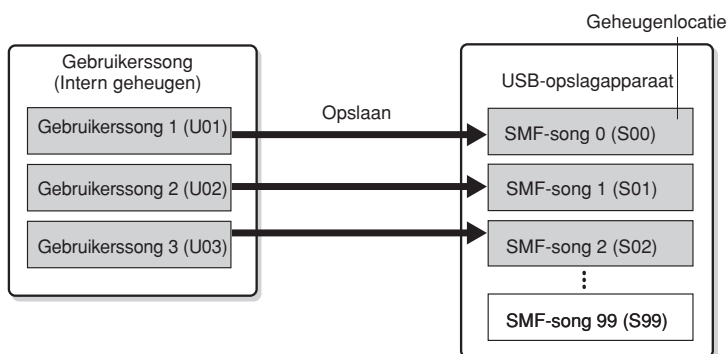 Geheugenlocatie
Gebruikerssong
(Intern geheugen)
Gebruikerssong 1 (U01)
Gebruikerssong 2 (U02)
Gebruikerssong 3 (U03)
Opslaan
USB-opslagapparaat
SMF-song 0 (S00)
SMF-song 1 (S01)
SMF-song 2 (S02)
SMF-song 99 (S99)